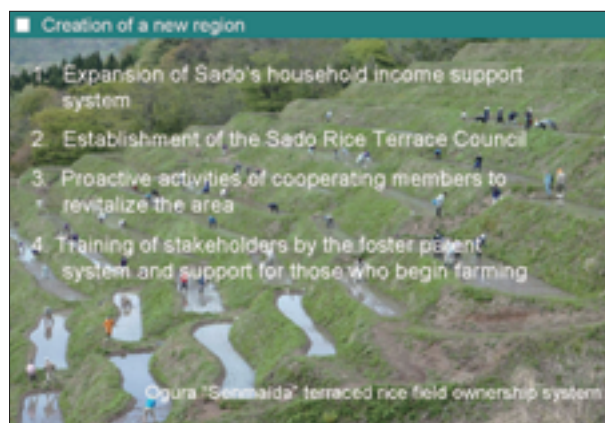 Creation of a new region
1. Expansion of Sado's household income support
system
2. Establishment of the Sado Rice Terrace Council
3. Proactive activities of cooperating members to
revitalize the area
4. Training of stakeholders by the foster parent
system and support for those who begin farming
Ogura "Senmaida" terraced rice field ownership system